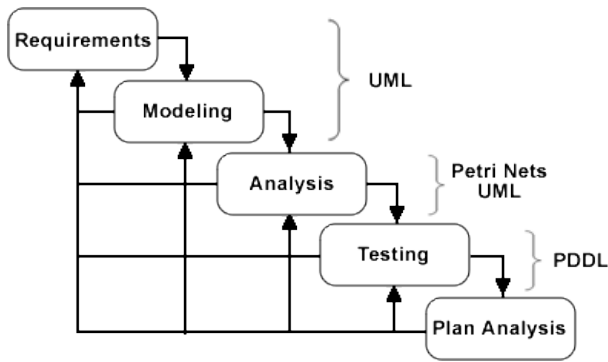 Requirements
UML
Modeling
Analysis
Petri Nets
UML
Testing
PDDL
Plan Analysis